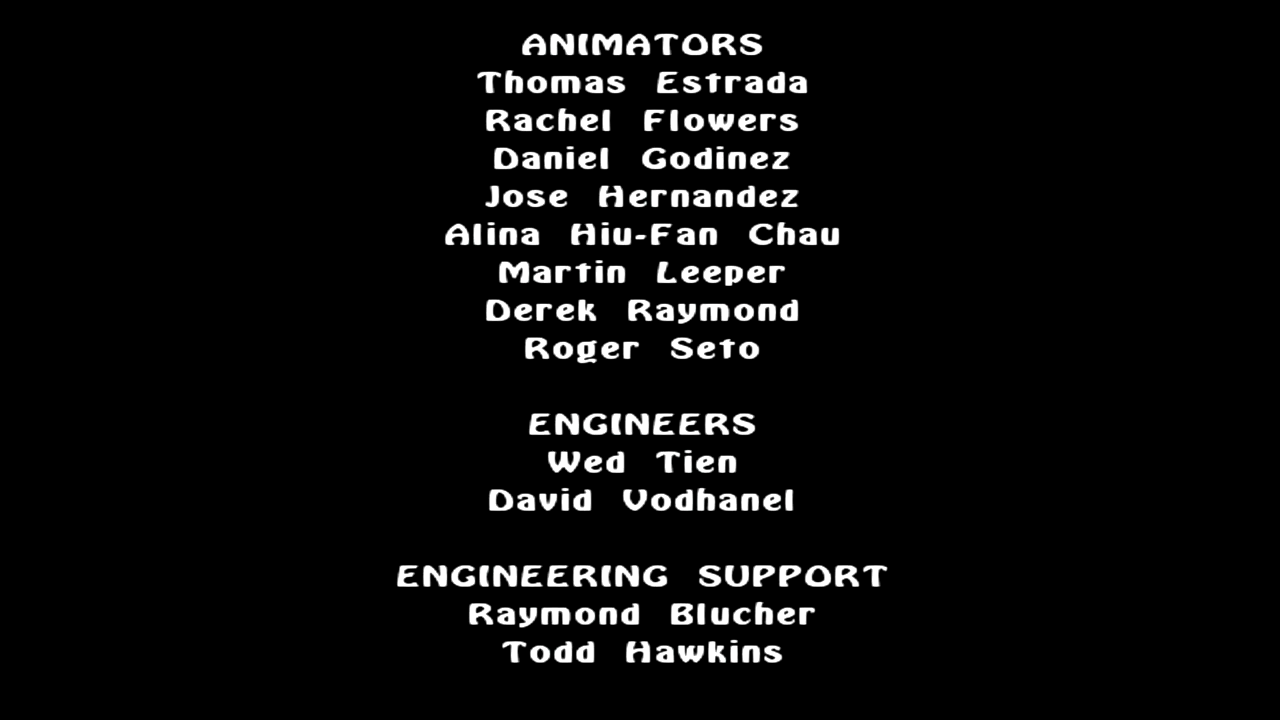 ANIMATORS
Thomas Estrada
Rachel Flowers
Daniel Godinez
Jose Hernandez
Alina Hiu-Fan Chau
Martin Leeper
Derek Raymond
Roger Seto
ENGINEERS
Wed Tien
David Vodhanel
ENGINEERING SUPPORT
Raymond Blucher
Todd Hawkins